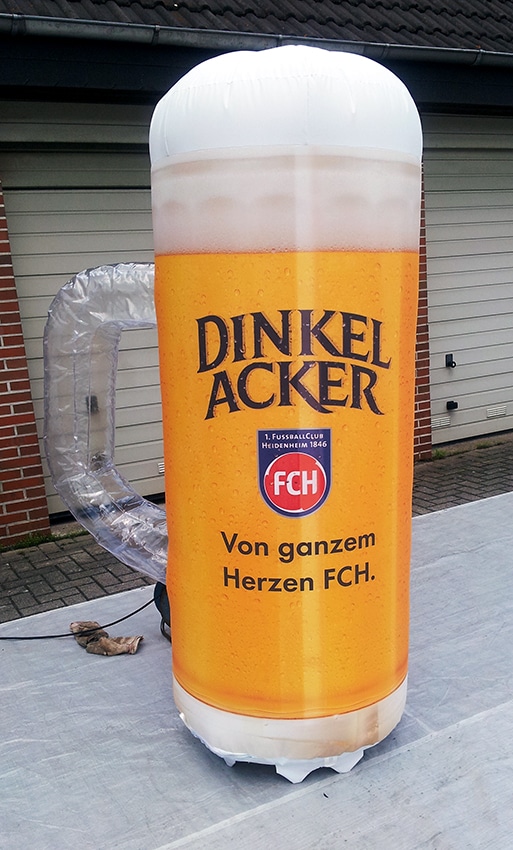 DINKEL
ACKER
1. FUSSBALLCLUB
HEIDENHEIM 1846
FCH
Von ganzem
Herzen FCH.